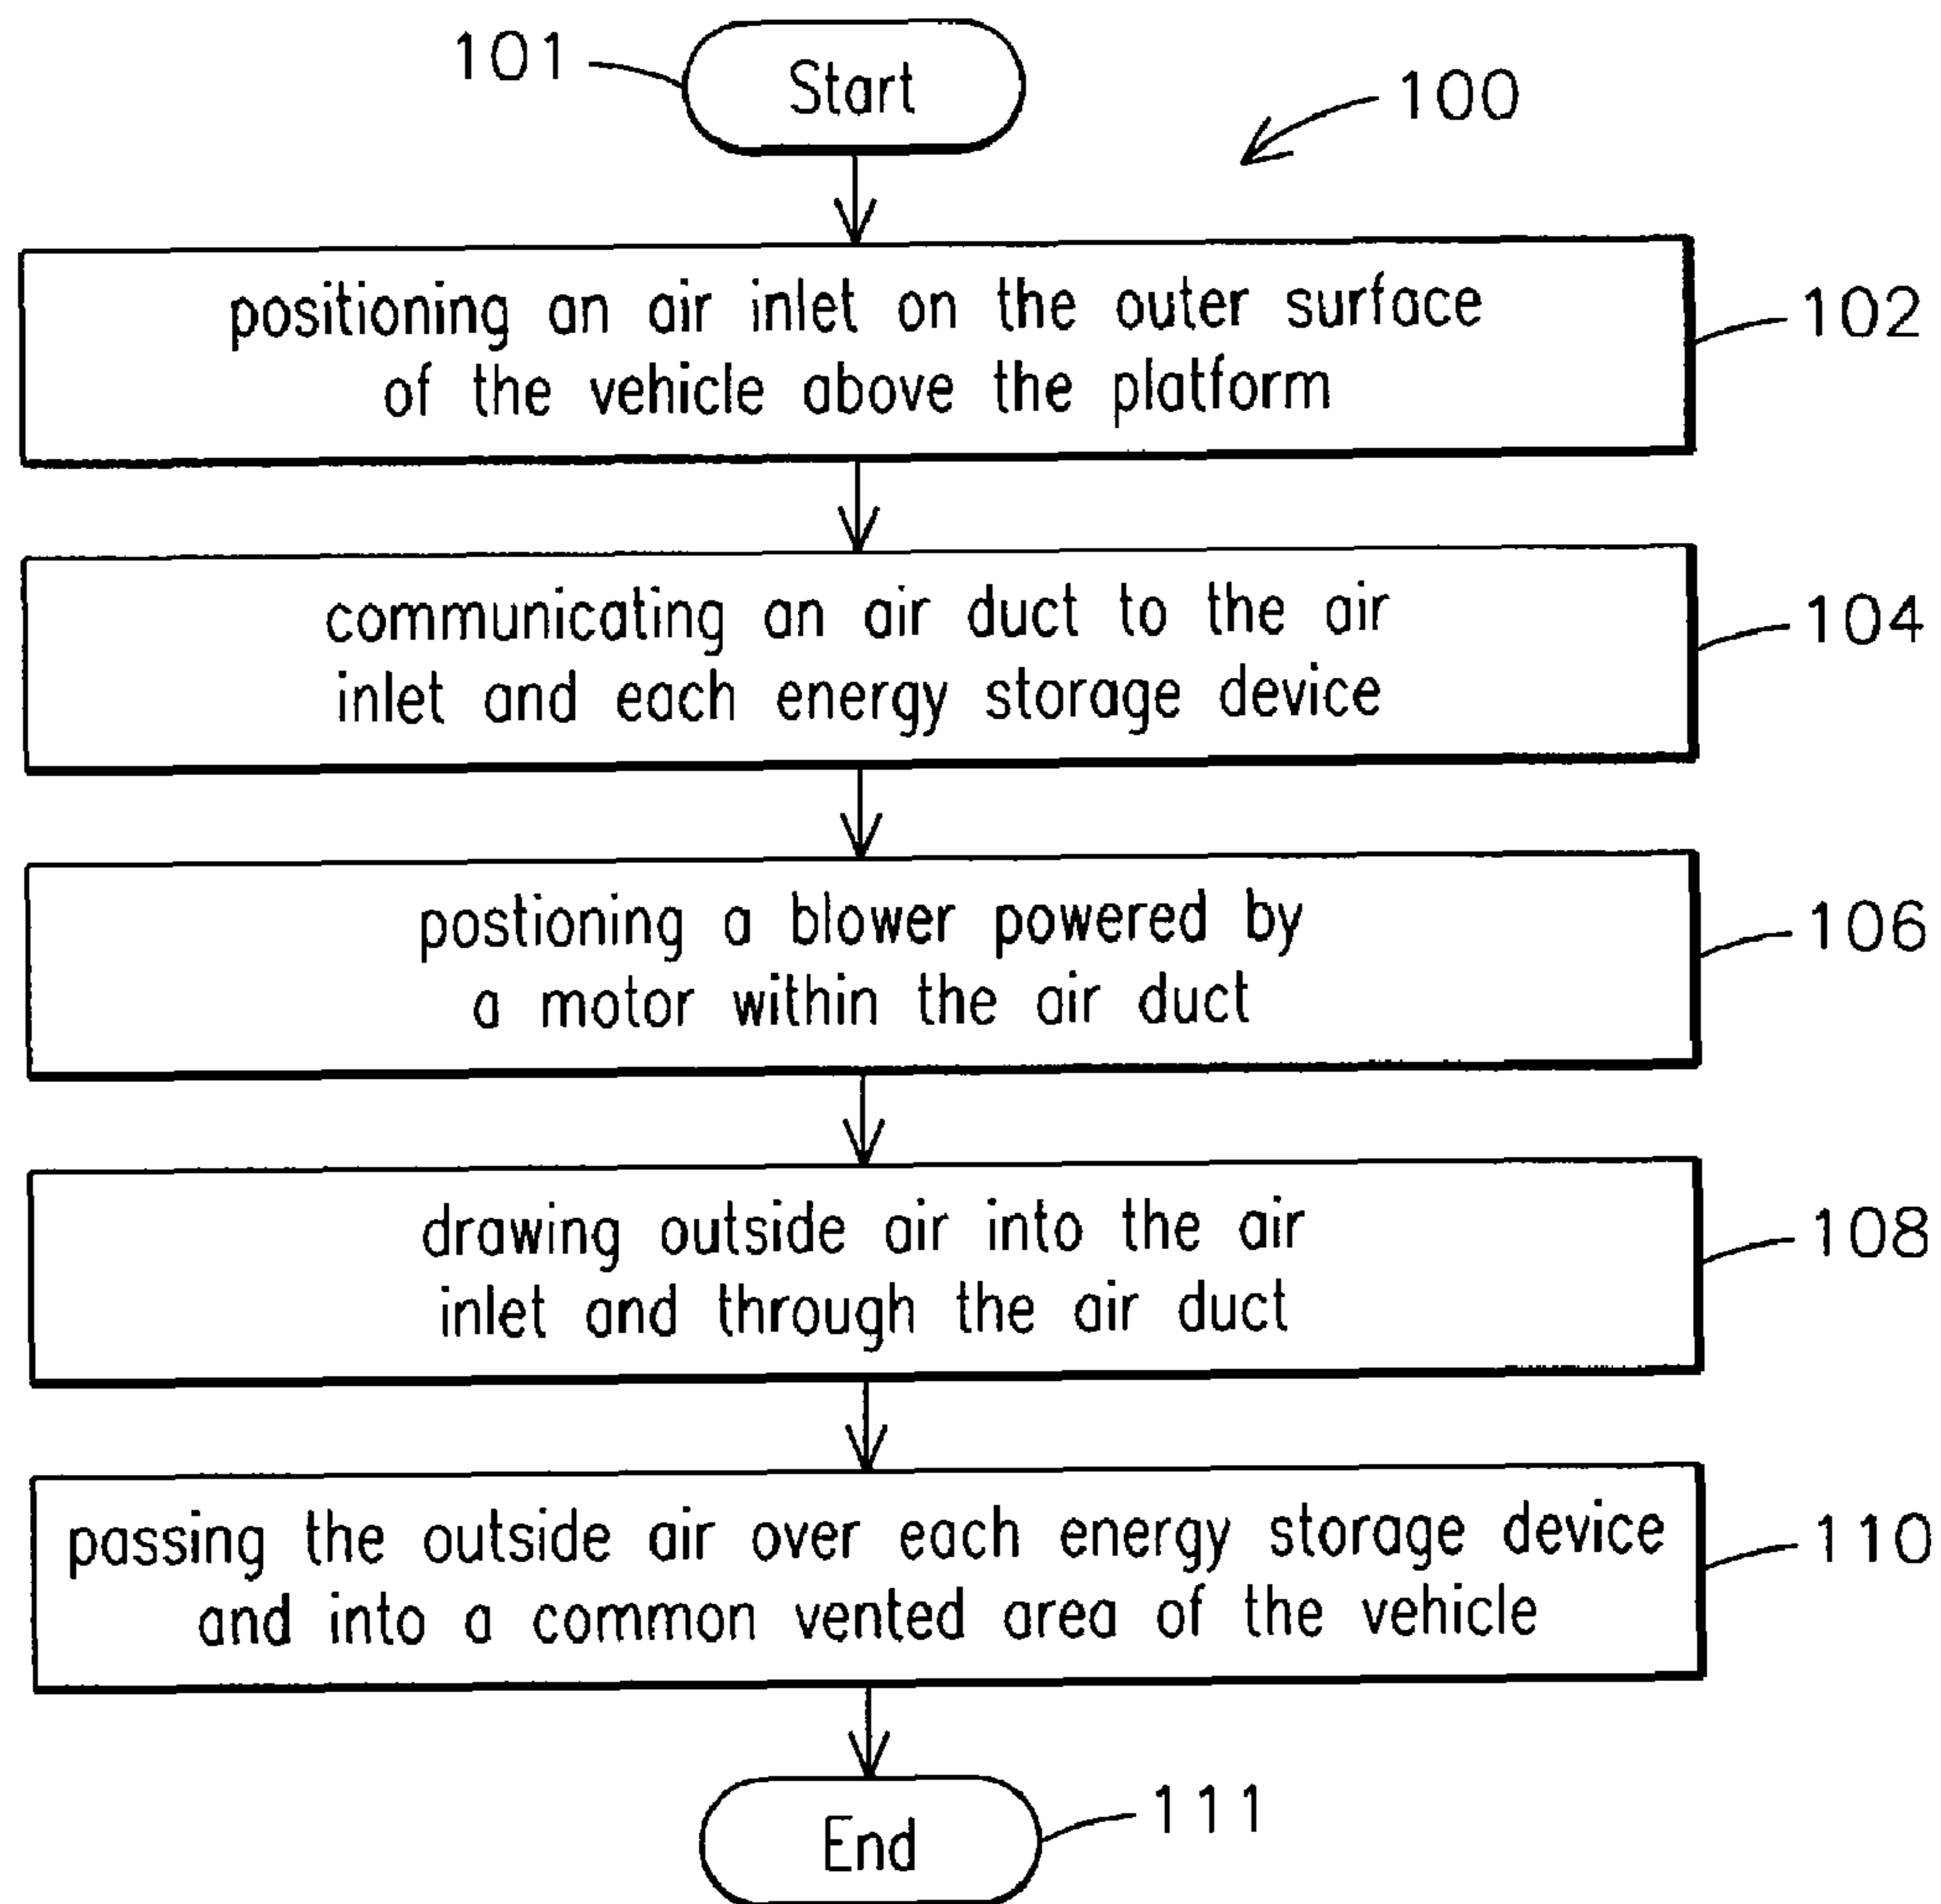 101
Start
100
positioning an air inlet on the outer surface
of the vehicle above the platform
102
communicating an air duct to the air
inlet and each energy storage device
104
postioning a blower powered by
a motor within the air duct
106
drawing outside air into the air
inlet and through the air duct
108
passing the outside air over each energy storage device
and into a common vented area of the vehicle
110
End
111